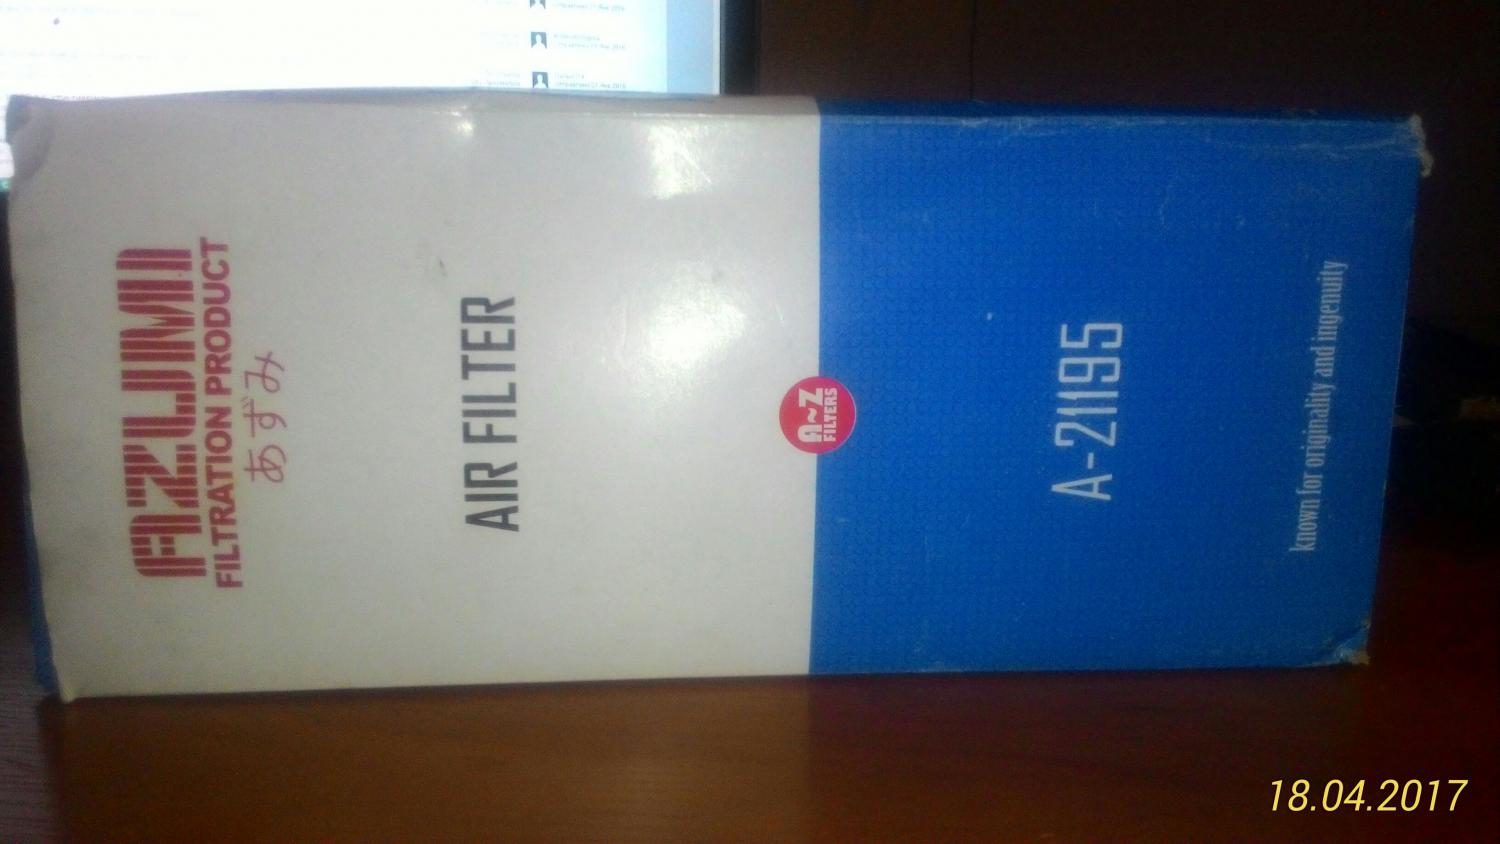 AZUMI
FILTRATION PRODUCT
あずみ
AIR FILTER
A~Z
FILTERS
A-21195
known for originality and ingenuity
18.04.2017